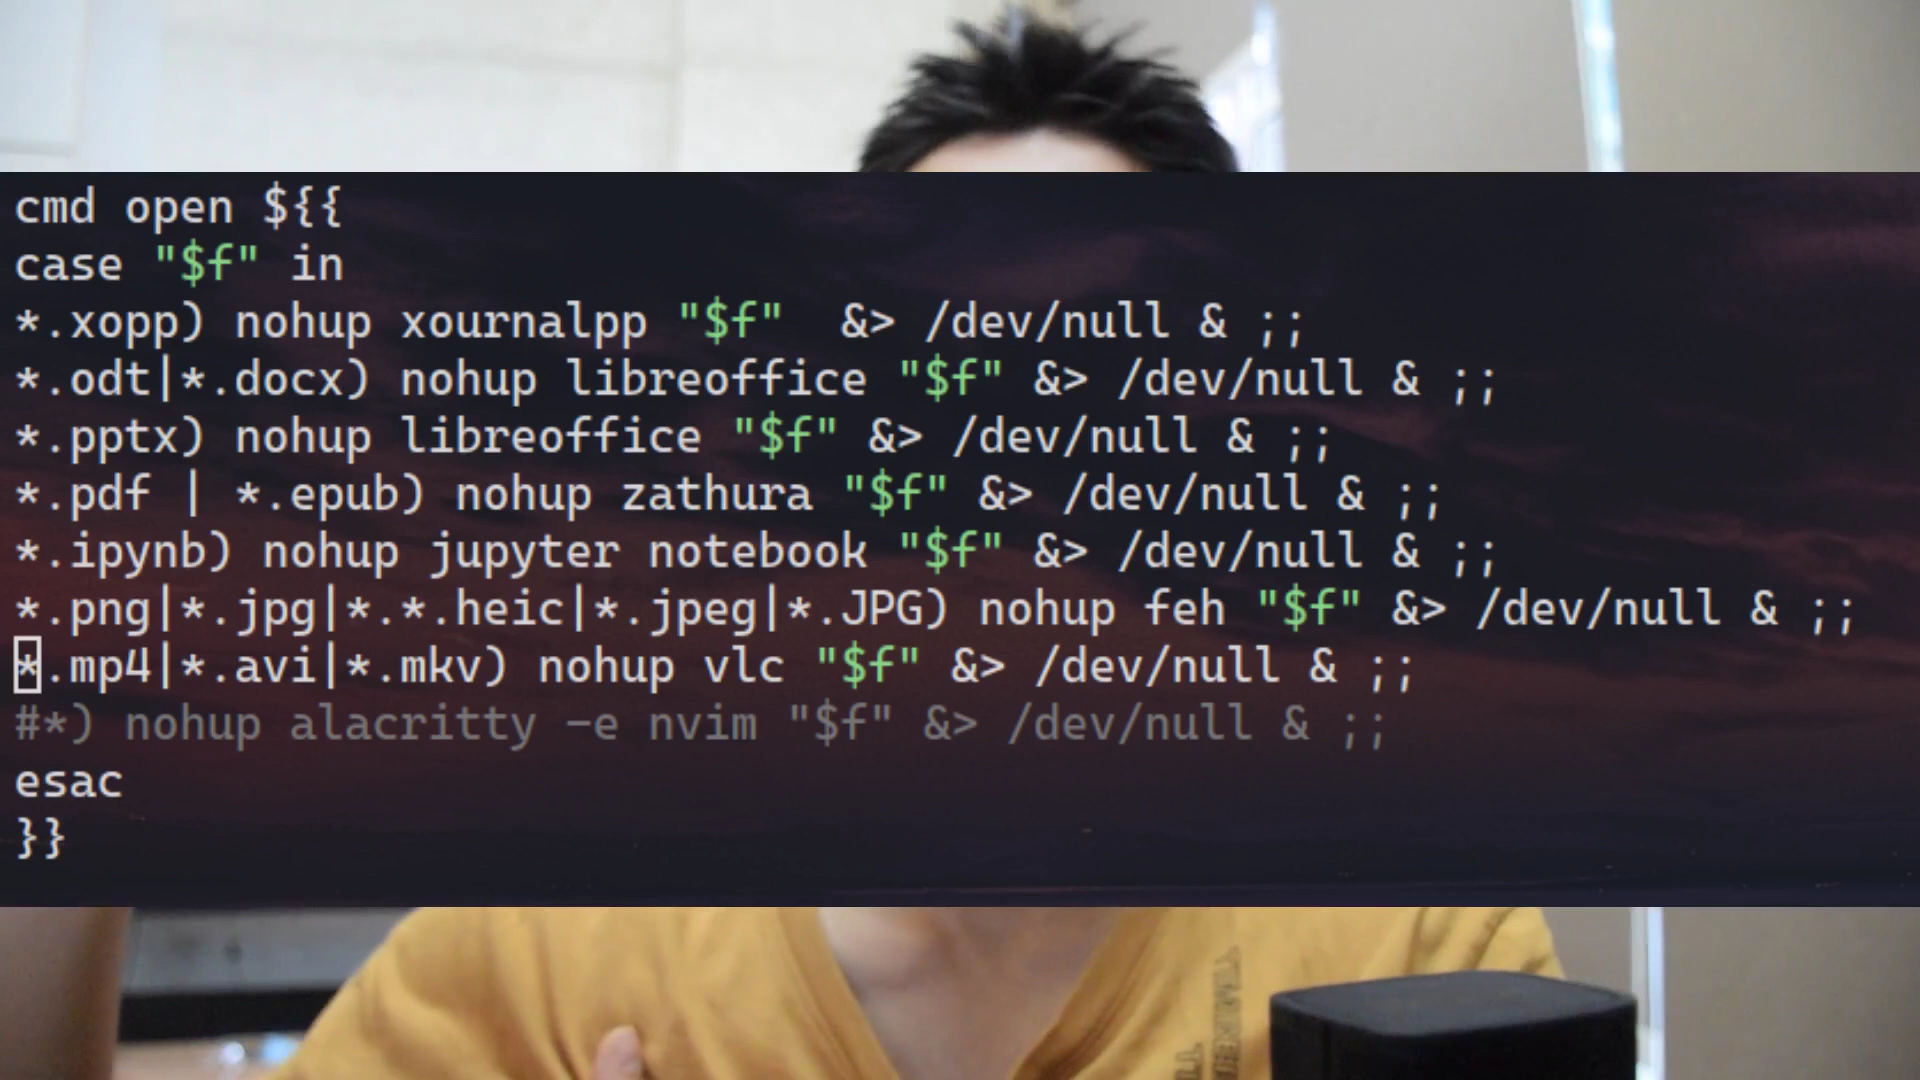 cmd open ${{
case "$f" in
*.xopp) nohup xournalpp "$f"  &> /dev/null & ;;
*.odt|*.docx) nohup libreoffice "$f" &> /dev/null & ;;
*.pptx) nohup libreoffice "$f" &> /dev/null & ;;
*.pdf | *.epub) nohup zathura "$f" &> /dev/null & ;;
*.ipynb) nohup jupyter notebook "$f" &> /dev/null & ;;
*.png|*.jpg|*.*.heic|*.jpeg|*.JPG) nohup feh "$f" &> /dev/null & ;;
*.mp4|*.avi|*.mkv) nohup vlc "$f" &> /dev/null & ;;
#*) nohup alacritty -e nvim "$f" &> /dev/null & ;;
esac
}}